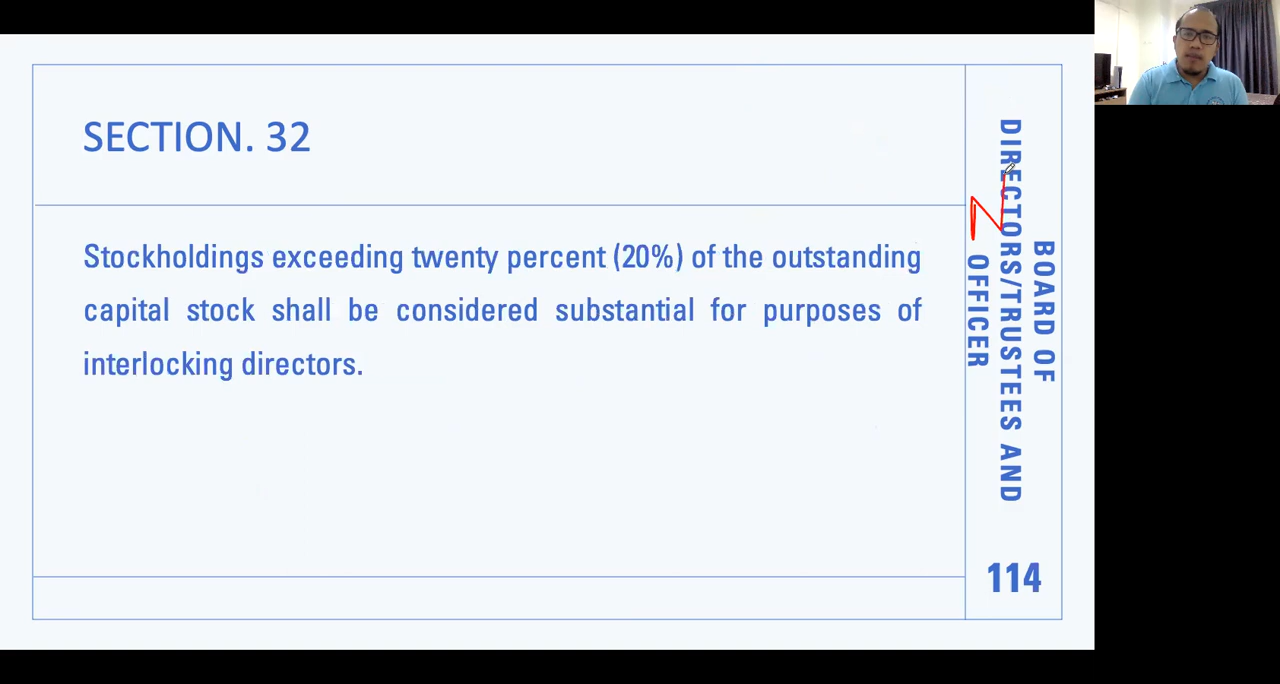 SECTION. 32
Stockholdings exceeding twenty percent (20%) of the outstanding
capital stock shall be considered substantial for purposes of
interlocking directors.
BOARD OF
DIRECTORS/TRUSTEES AND
OFFICER
114